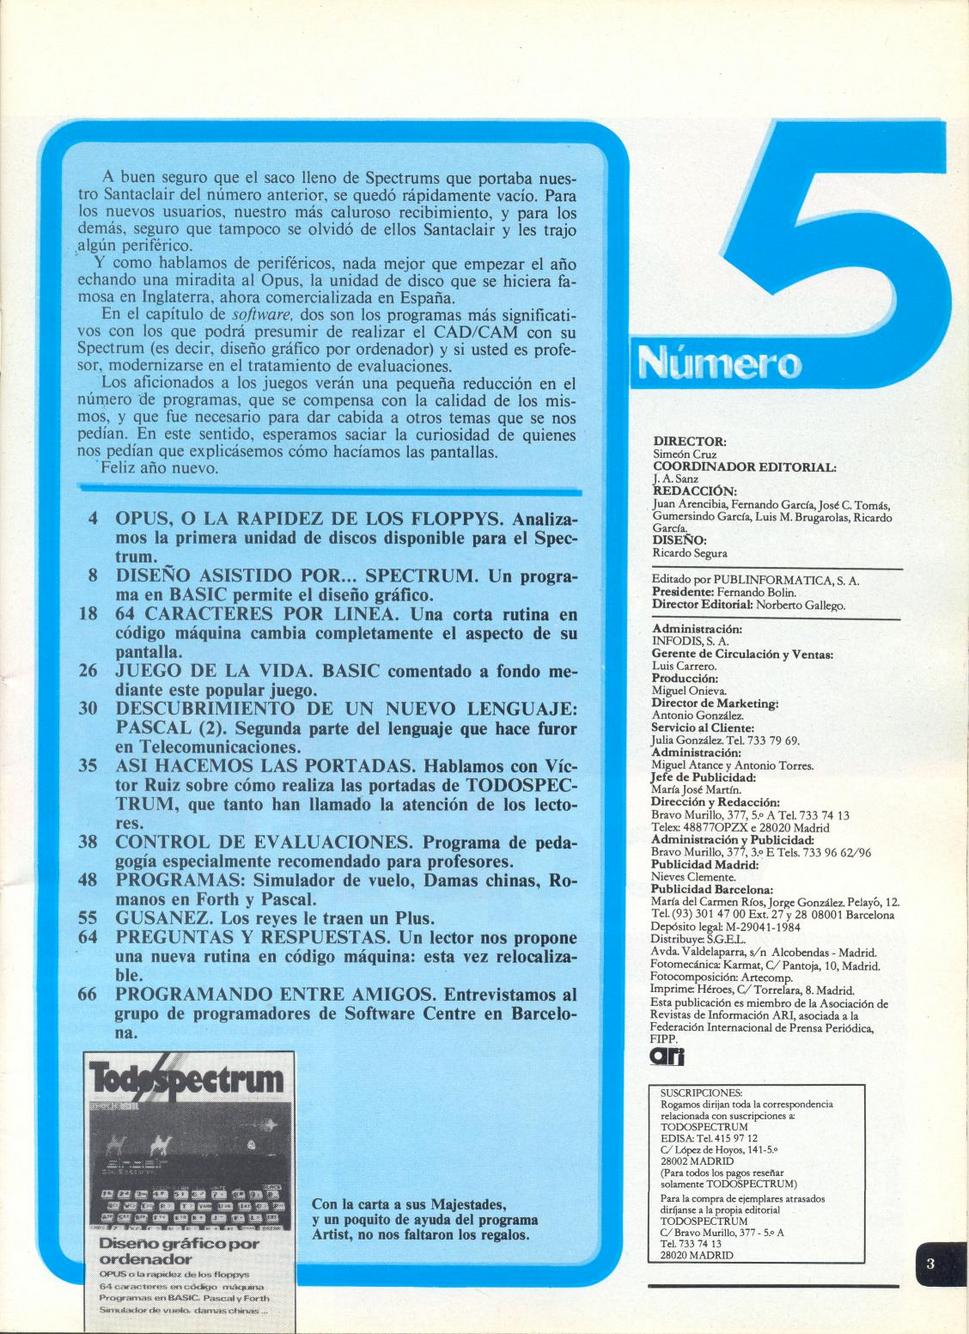 A buen seguro que el saco lleno de Spectrums que portaba nues-
tro Santaclair del número anterior, se quedó rápidamente vacío. Para
los nuevos usuarios, nuestro más caluroso recibimiento, y para los
demás, seguro que tampoco se olvidó de ellos Santaclair y les trajo
algún periférico.
Y como hablamos de periféricos, nada mejor que empezar el año
echando una miradita al Opus, la unidad de disco que se hiciera fa-
mosa en Inglaterra, ahora comercializada en España.
En el capítulo de software, dos son los programas más significati-
vos con los que podrá presumir de realizar el CAD/CAM con su
Spectrum (es decir, diseño gráfico por ordenador) y si usted es profe-
sor, modernizarse en el tratamiento de evaluaciones.
Los aficionados a los juegos verán una pequeña reducción en el
número de programas, que se compensa con la calidad de los mis-
mos, y que fue necesario para dar cabida a otros temas que se nos
pedían. En este sentido, esperamos saciar la curiosidad de quienes
nos pedían que explicásemos cómo hacíamos las pantallas.
Feliz año nuevo.
4 OPUS, O LA RAPIDEZ DE LOS FLOPPYS. Analiza-
mos la primera unidad de discos disponible para el Spec-
trum.
8 DISEÑO ASISTIDO POR... SPECTRUM. Un progra-
ma en BASIC permite el diseño gráfico.
18 64 CARACTERES POR LINEA. Una corta rutina en
código máquina cambia completamente el aspecto de su
pantalla.
26 JUEGO DE LA VIDA. BASIC comentado a fondo me-
diante este popular juego.
30 DESCUBRIMIENTO DE UN NUEVO LENGUAJE:
PASCAL (2). Segunda parte del lenguaje que hace furor
en Telecomunicaciones.
35 ASI HACEMOS LAS PORTADAS. Hablamos con Víc-
tor Ruiz sobre cómo realiza las portadas de TODOSPEC-
TRUM, que tanto han llamado la atención de los lecto-
res.
38 CONTROL DE EVALUACIONES. Programa de peda-
gogía especialmente recomendado para profesores.
48 PROGRAMAS: Simulador de vuelo, Damas chinas, Ro-
manos en Forth y Pascal.
55 GUSANEZ. Los reyes le traen un Plus.
64 PREGUNTAS Y RESPUESTAS. Un lector nos propone
una nueva rutina en código máquina: esta vez relocaliza-
ble.
66 PROGRAMANDO ENTRE AMIGOS. Entrevistamos al
grupo de programadores de Software Centre en Barcelo-
na.
Todospectrum
Diseño gráfico por
ordenador
OPUS o la rapidez de los floppys
64 caracteres en código máquina
Programas en BASIC, Pascal y Forth
Simulador de vuelo, damas chinas ...
Con la carta a sus Majestades,
y un poquito de ayuda del programa
Artist, no nos faltaron los regalos.
5
Número
DIRECTOR:
Simeón Cruz
COORDINADOR EDITORIAL:
J. A. Sanz
REDACCIÓN:
Juan Arencibia, Fernando García, José C. Tomás,
Gumersindo García, Luis M. Brugarolas, Ricardo
García.
DISEÑO:
Ricardo Segura
Editado por PUBLINFORMATICA, S. A.
Presidente: Fernando Bolin.
Director Editorial: Norberto Gallego.
Administración:
INFODIS, S. A.
Gerente de Circulación y Ventas:
Luis Carrero.
Producción:
Miguel Onieva.
Director de Marketing:
Antonio González.
Servicio al Cliente:
Julia González. Tel. 733 79 69.
Administración:
Miguel Atance y Antonio Torres.
Jefe de Publicidad:
María José Martín.
Dirección y Redacción:
Bravo Murillo, 377, 5.º A Tel. 733 74 13
Telex: 48877OPZX e 28020 Madrid
Administración y Publicidad:
Bravo Murillo, 377, 3.º E Tels. 733 96 62/96
Publicidad Madrid:
Nieves Clemente.
Publicidad Barcelona:
María del Carmen Ríos, Jorge González. Pelayó, 12.
Tel. (93) 301 47 00 Ext. 27 y 28 08001 Barcelona
Depósito legal: M-29041-1984
Distribuye: S.G.E.L.
Avda. Valdelaparra, s/n Alcobendas - Madrid.
Fotomecánica: Karmat, C/ Pantoja, 10, Madrid.
Fotocomposición: Artecomp.
Imprime: Héroes, C/ Torrelara, 8. Madrid.
Esta publicación es miembro de la Asociación de
Revistas de Información ARI, asociada a la
Federación Internacional de Prensa Periódica,
FIPP.
ari
SUSCRIPCIONES:
Rogamos dirijan toda la correspondencia
relacionada con suscripciones a:
TODOSPECTRUM
EDISA: Tel. 415 97 12
C/ López de Hoyos, 141-5.º
28002 MADRID
(Para todos los pagos reseñar
solamente TODOSPECTRUM)
Para la compra de ejemplares atrasados
diríjanse a la propia editorial
TODOSPECTRUM
C/ Bravo Murillo, 377 - 5.º A
Tel. 733 74 13
28020 MADRID
3